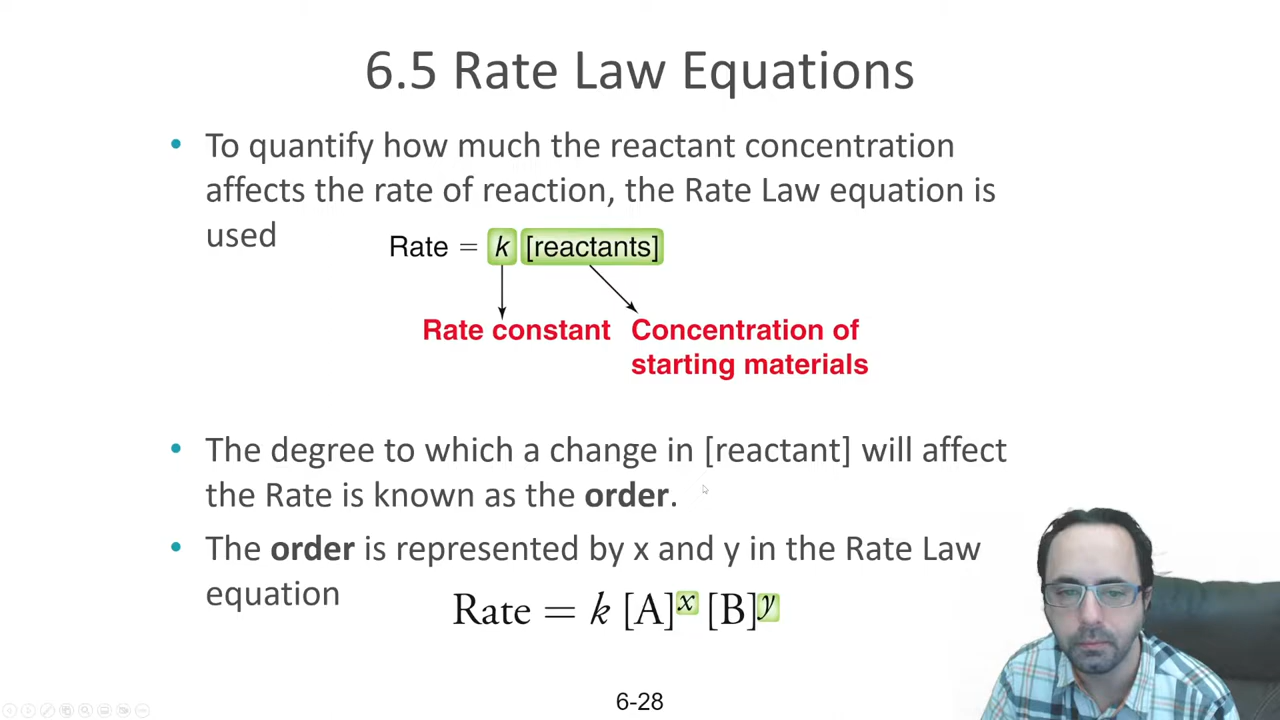 6.5 Rate Law Equations
• To quantify how much the reactant concentration
affects the rate of reaction, the Rate Law equation is
used
Rate = k [reactants]
Rate constant Concentration of
starting materials
• The degree to which a change in [reactant] will affect
the Rate is known as the order.
• The order is represented by x and y in the Rate Law
equation
Rate = k [A]ˣ [B]ʸ
6-28